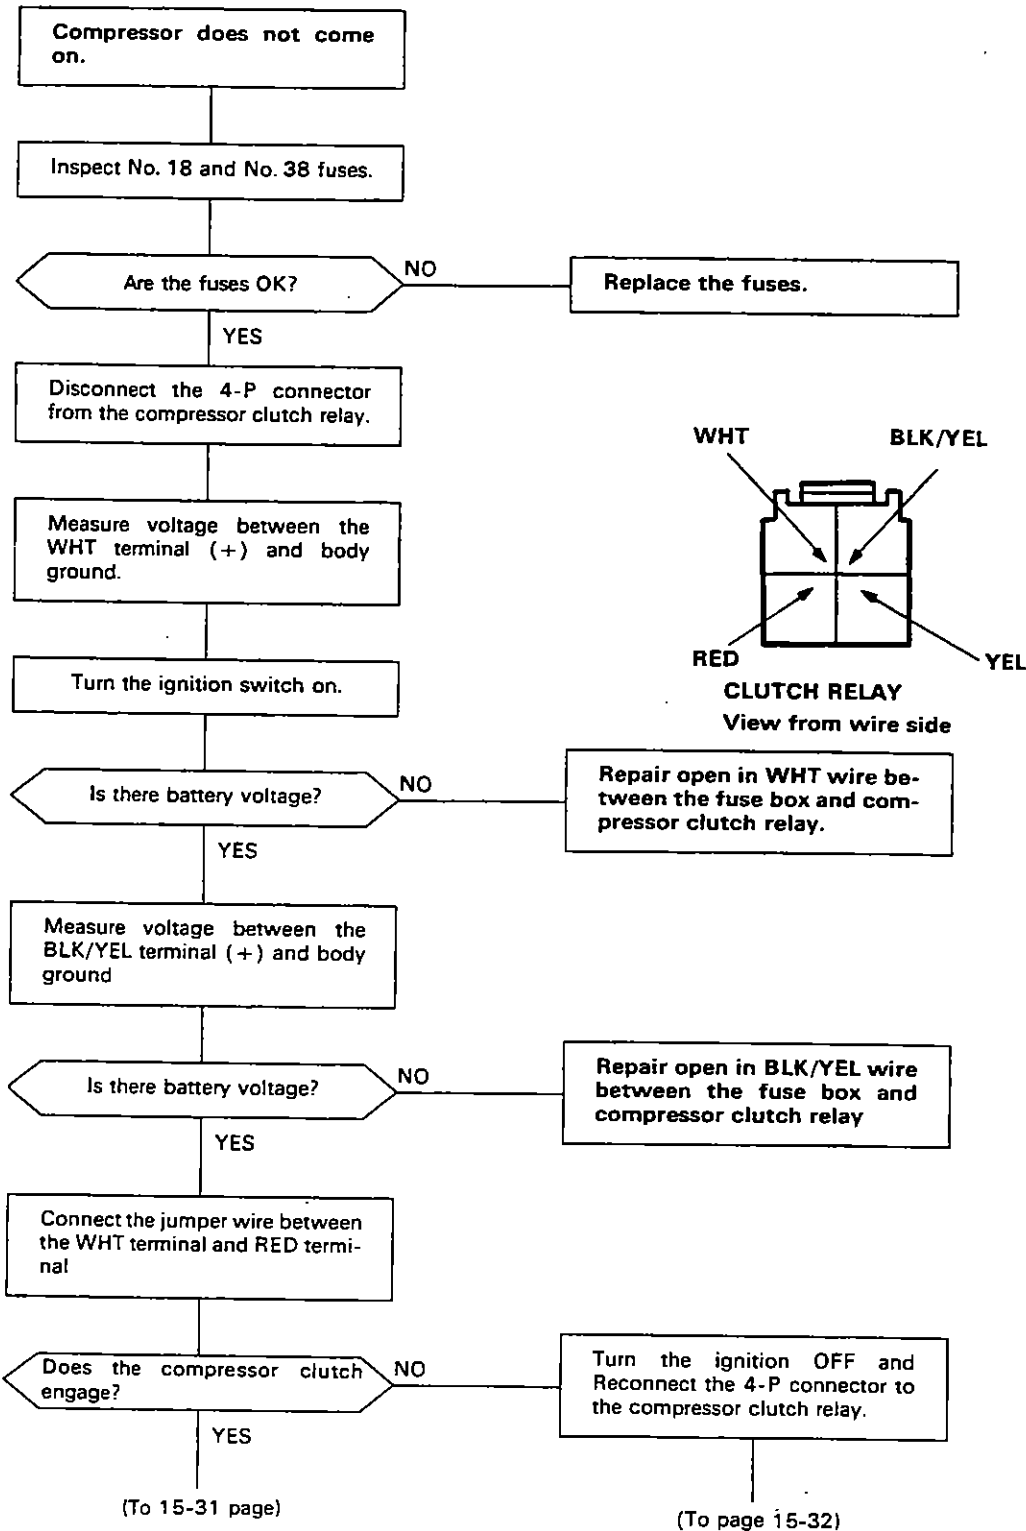 Compressor does not come
on.
Inspect No. 18 and No. 38 fuses.
Are the fuses OK?
NO
Replace the fuses.
YES
Disconnect the 4-P connector
from the compressor clutch relay.
WHT
BLK/YEL
Measure voltage between the
WHT terminal (+) and body
ground.
RED
YEL
CLUTCH RELAY
View from wire side
Turn the ignition switch on.
Is there battery voltage?
NO
Repair open in WHT wire be-
tween the fuse box and com-
pressor clutch relay.
YES
Measure voltage between the
BLK/YEL terminal (+) and body
ground
Is there battery voltage?
NO
Repair open in BLK/YEL wire
between the fuse box and
compressor clutch relay
YES
Connect the jumper wire between
the WHT terminal and RED termi-
nal
Does the compressor clutch
engage?
NO
Turn the ignition OFF and
Reconnect the 4-P connector to
the compressor clutch relay.
YES
(To 15-31 page)
(To page 15-32)